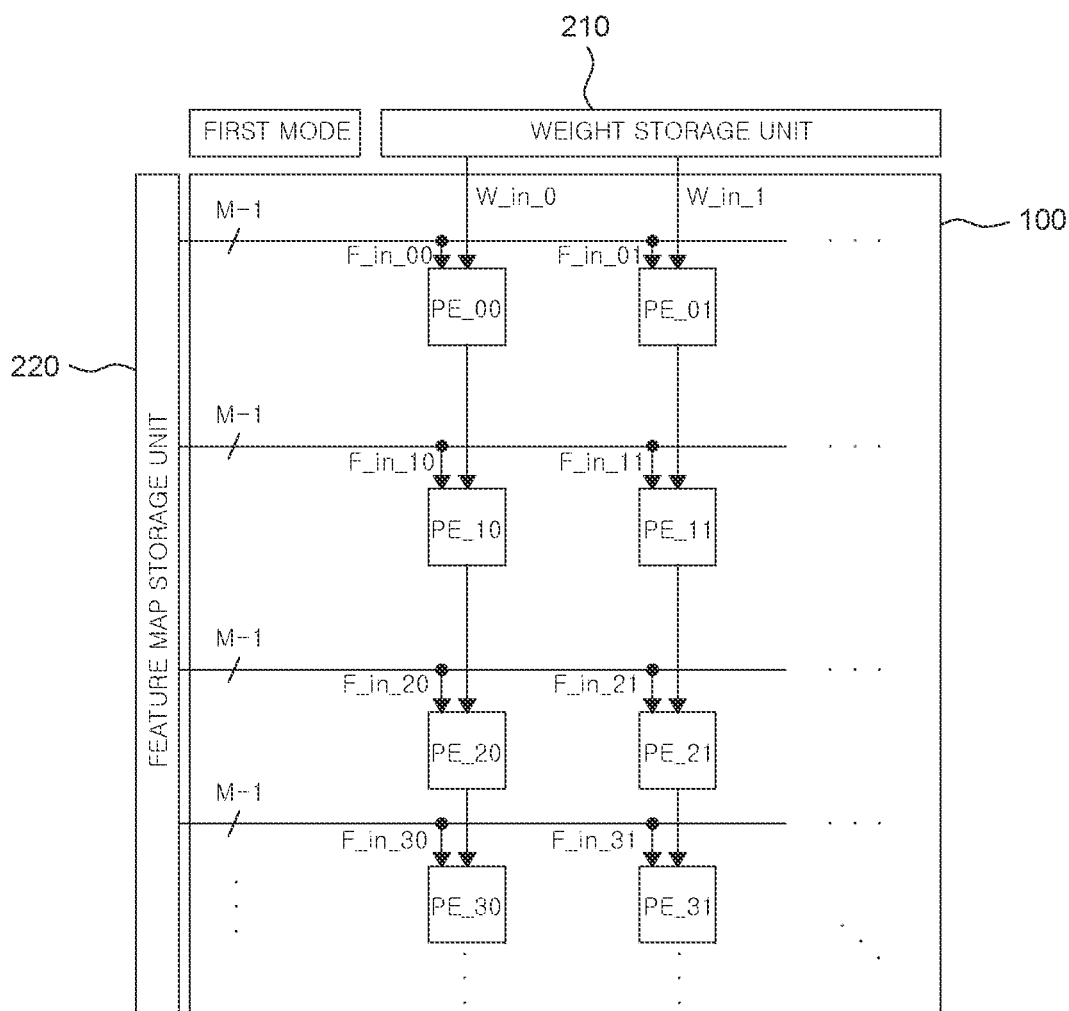 210
FIRST MODE WEIGHT STORAGE UNIT
W_in_0 W_in_1
M-1
100
F_in_00 F_in_01
PE_00 PE_01
220
M-1
F_in_10 F_in_11
PE_10 PE_11
FEATURE MAP STORAGE UNIT
M-1
F_in_20 F_in_21
PE_20 PE_21
M-1
F_in_30 F_in_31
PE_30 PE_31